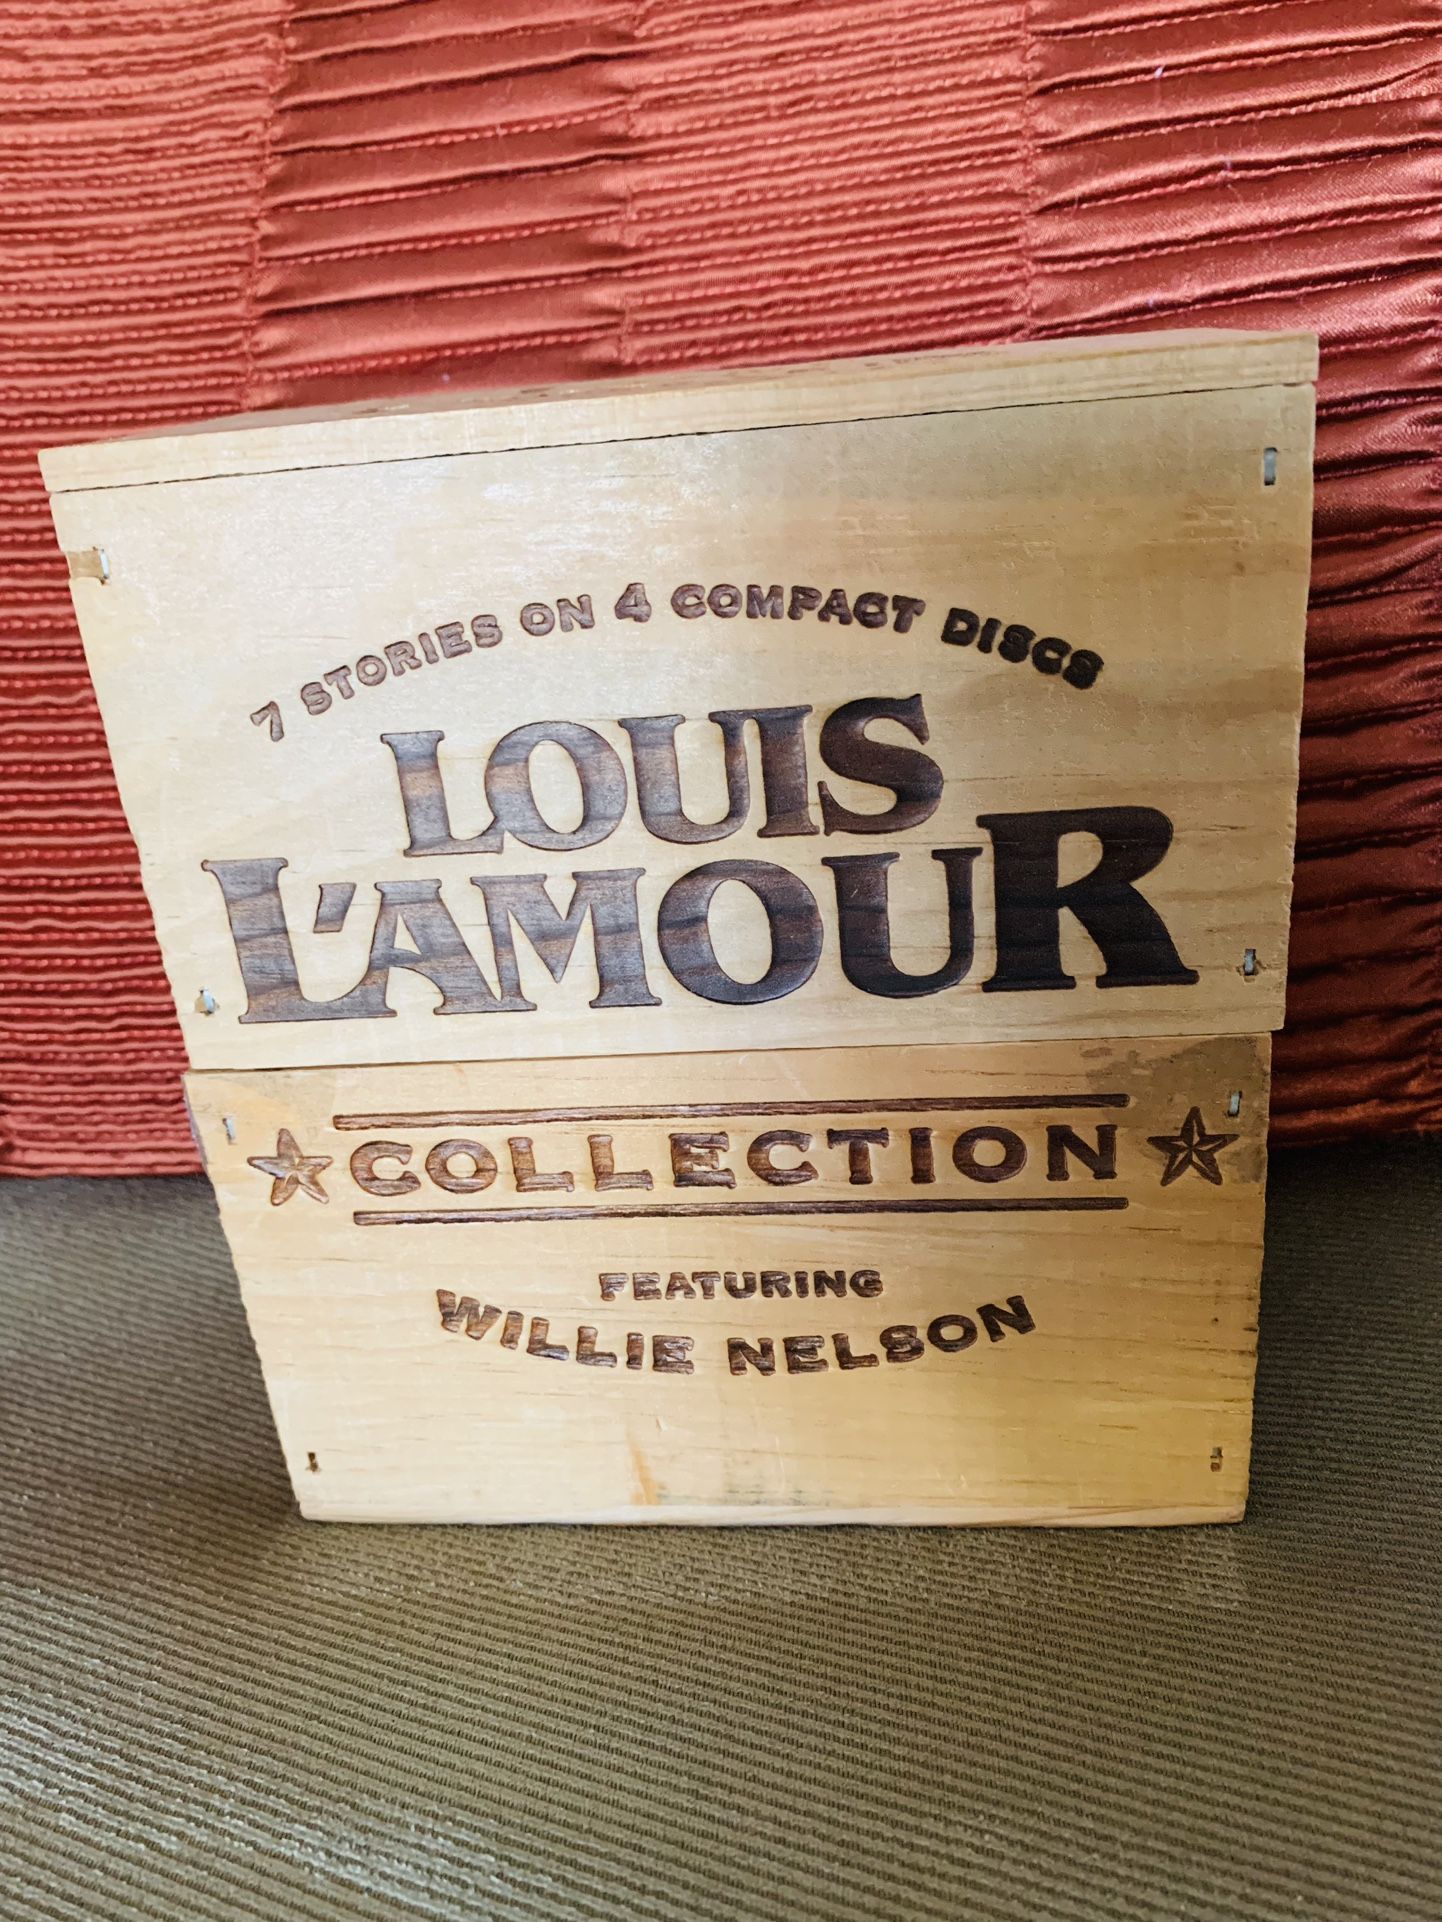 7 STORIES ON 4 COMPACT DISCS
LOUIS
L'AMOUR
COLLECTION
FEATURING
WILLIE NELSON